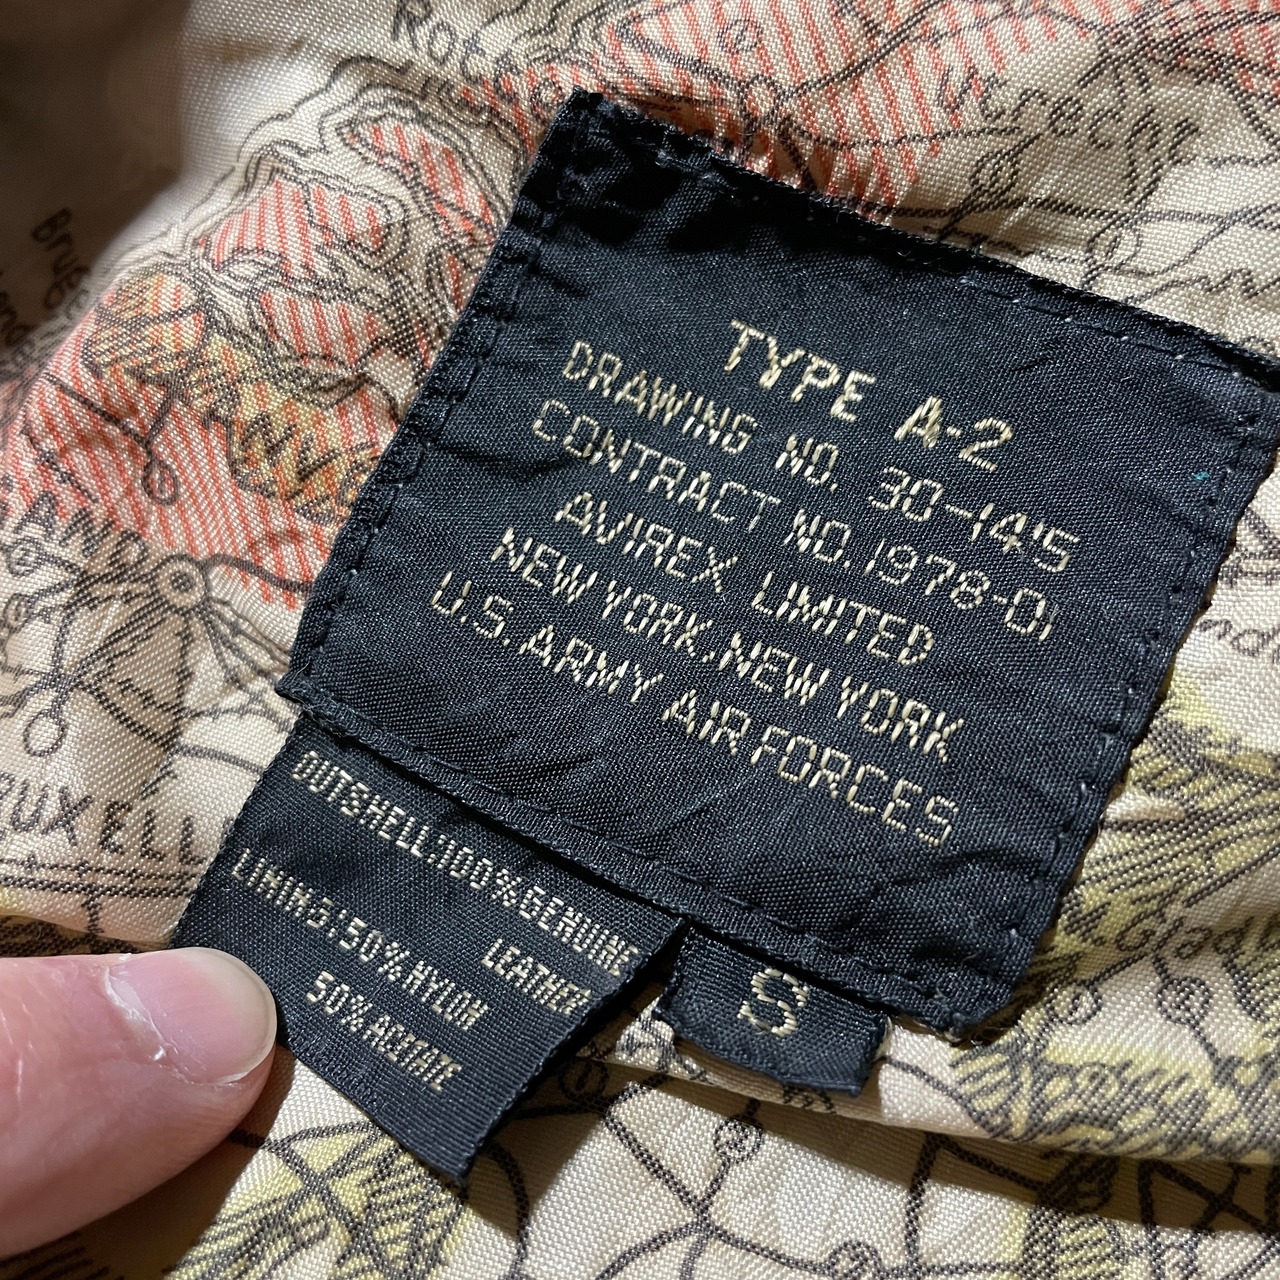 TYPE A-2
DRAWING NO. 30-1415
CONTRACT NO. 1978-01
AVIREX LIMITED
NEW YORK, NEW YORK
U.S. ARMY AIR FORCES
OUTSHELL:100% GENUINE
LEATHER
LINING:50% NYLON
50% ACETATE
S